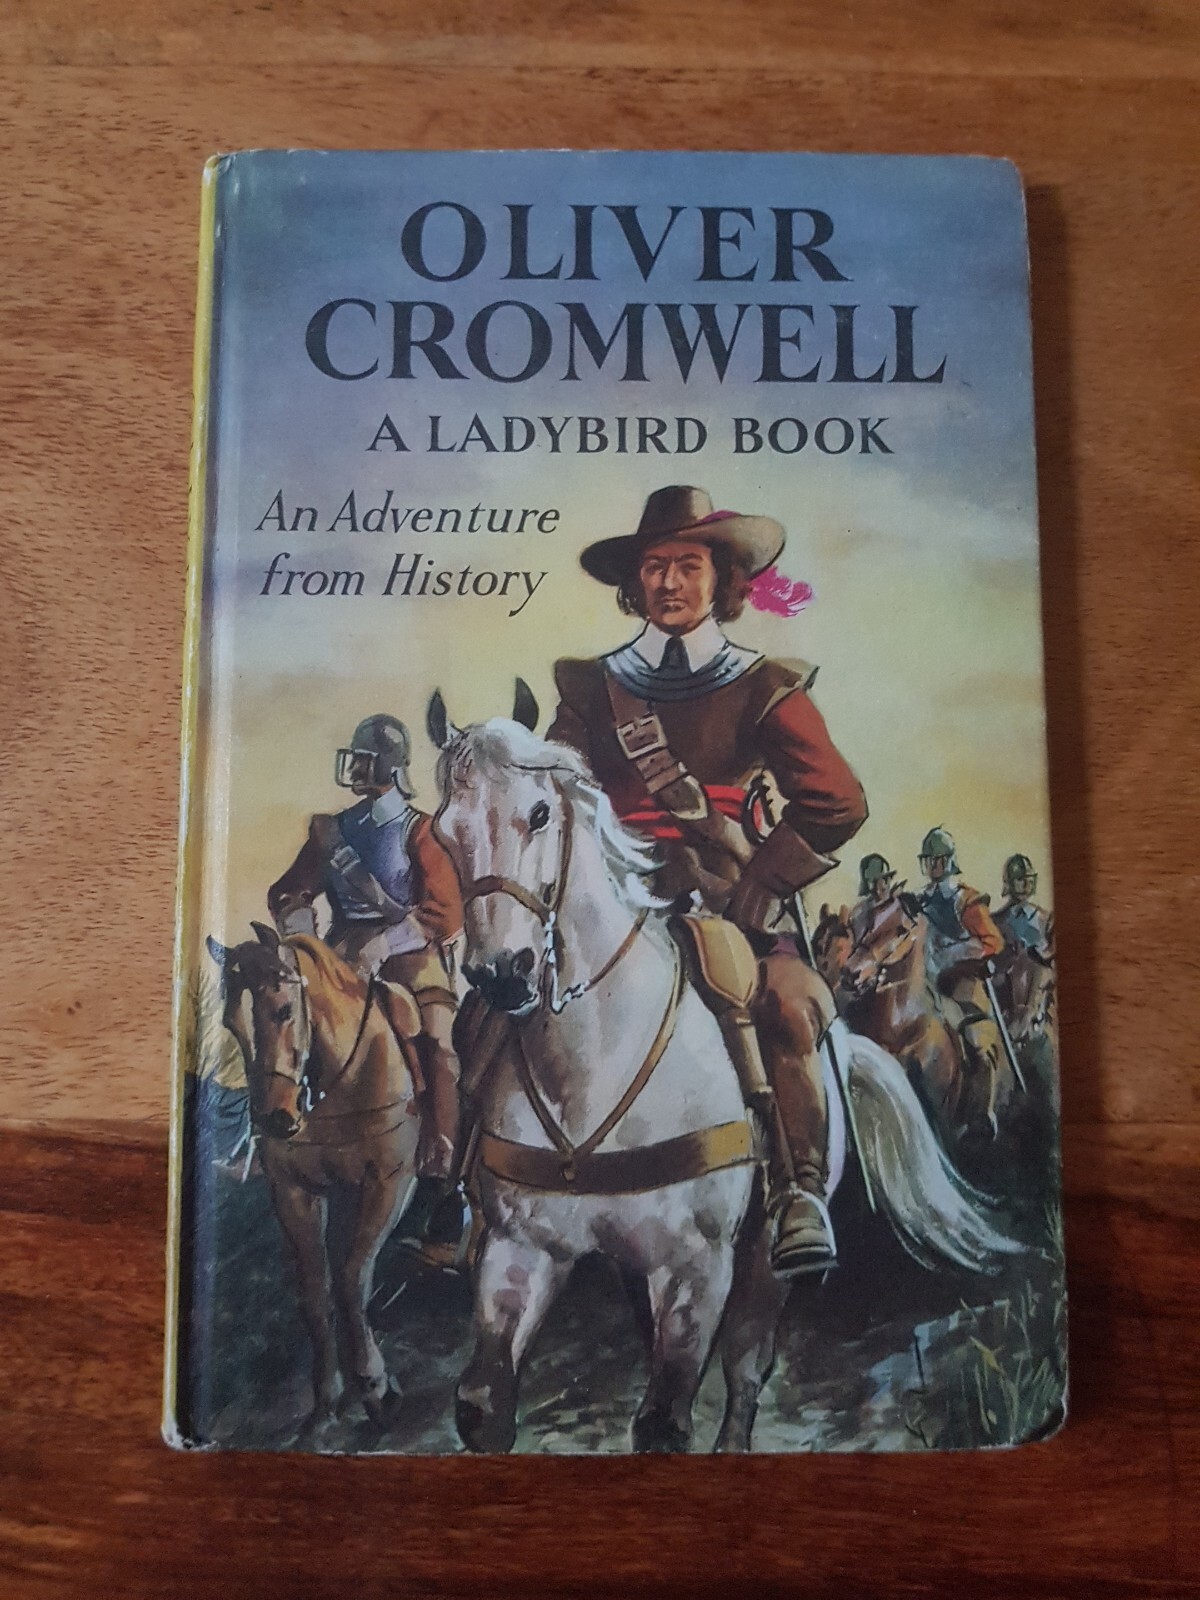 OLIVER
CROMWELL
A LADYBIRD BOOK
An Adventure
from History